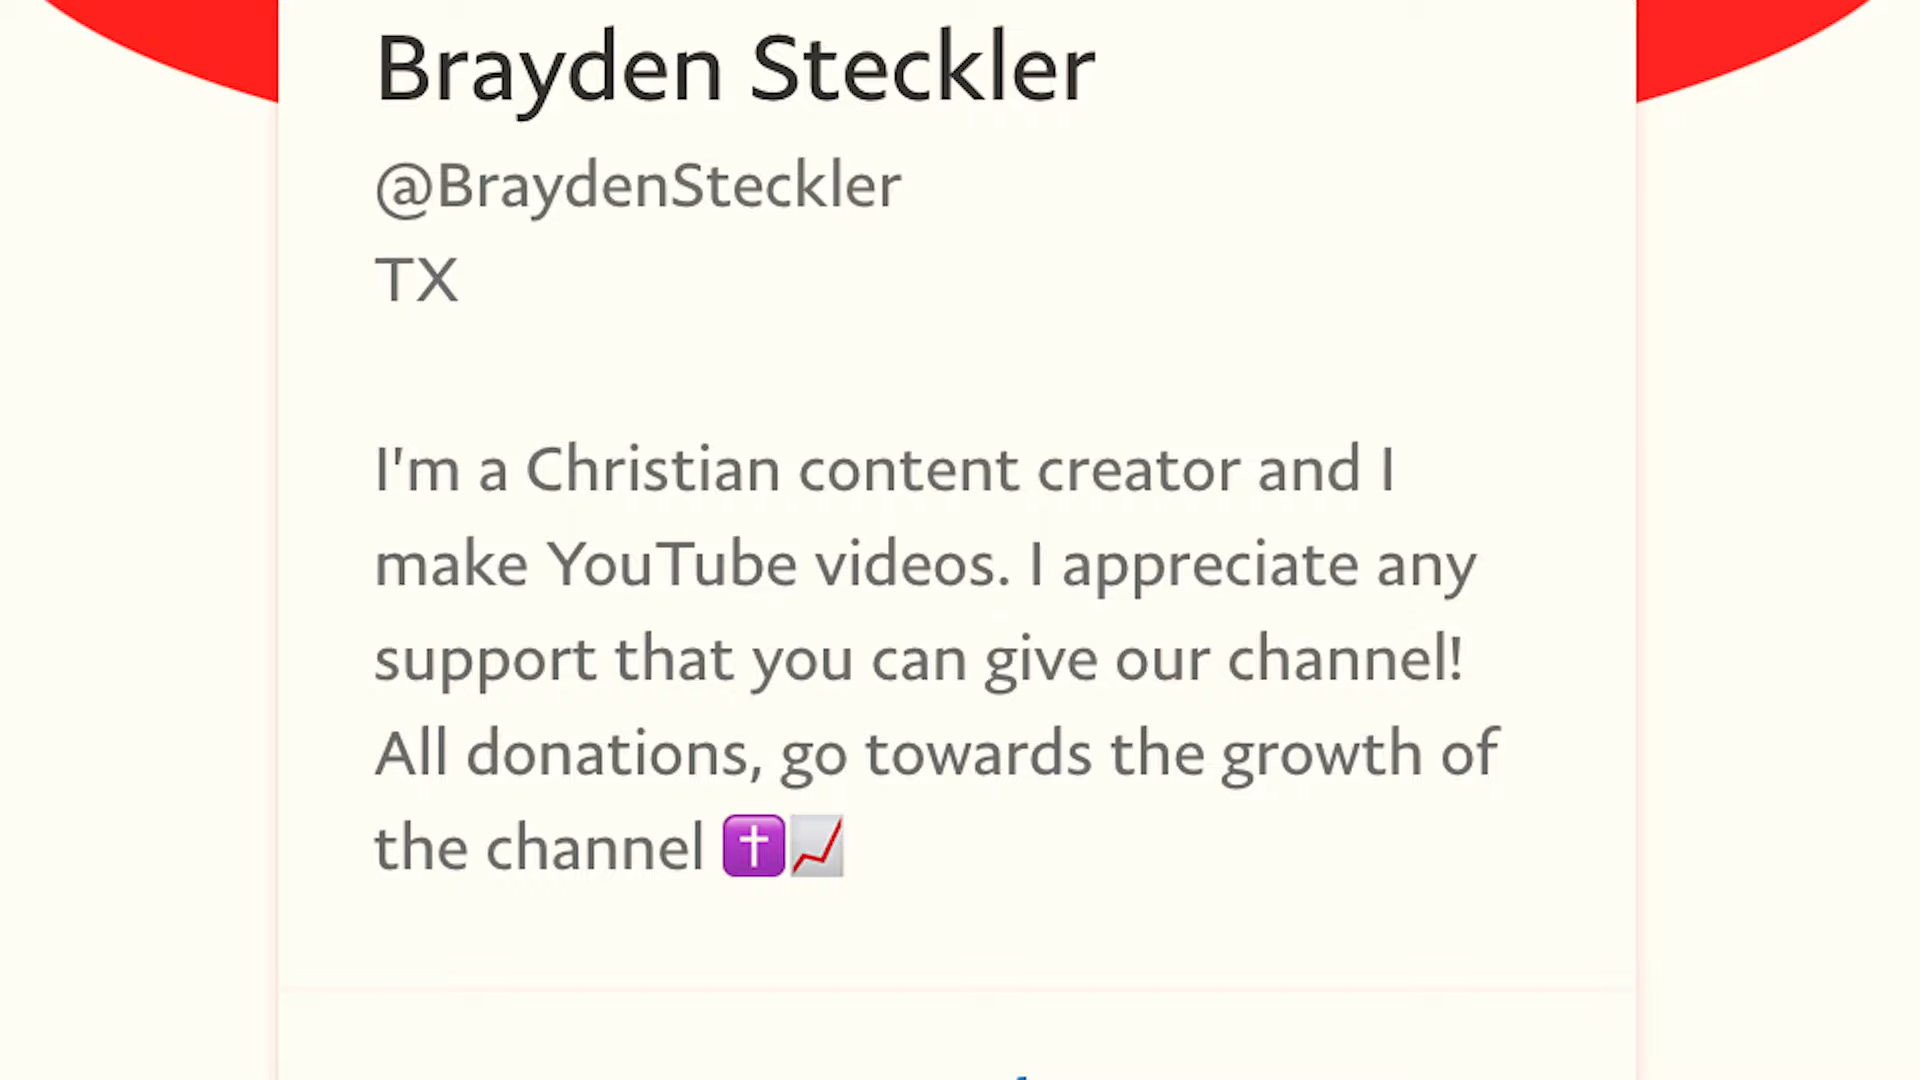 Brayden Steckler
@BraydenSteckler
TX
I'm a Christian content creator and I
make YouTube videos. I appreciate any
support that you can give our channel!
All donations, go towards the growth of
the channel ✝️📈